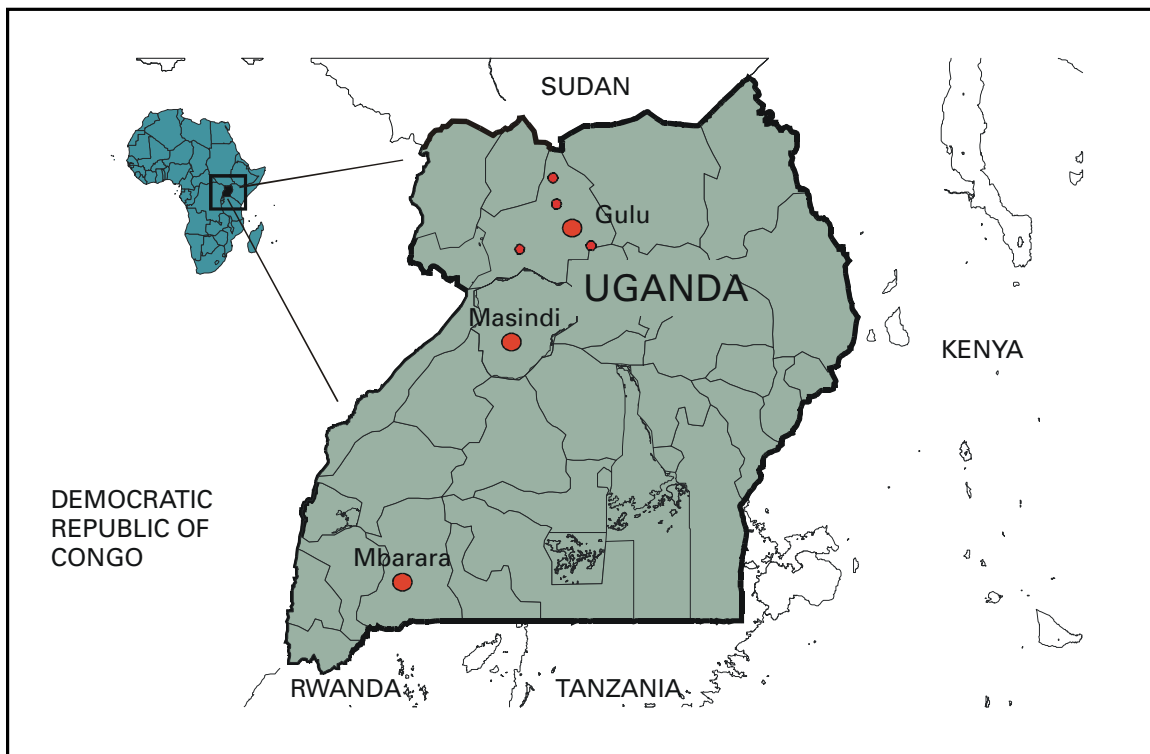 SUDAN
Gulu
UGANDA
Masindi
KENYA
DEMOCRATIC
REPUBLIC OF
CONGO
Mbarara
RWANDA
TANZANIA